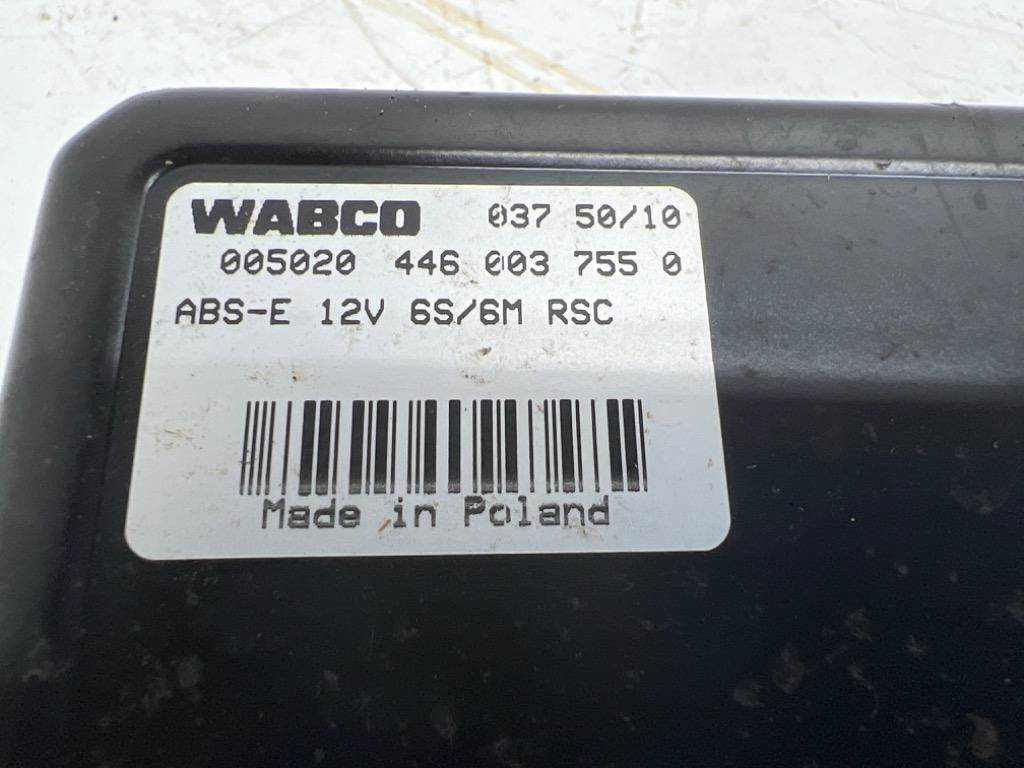 WABCO 037 50/10
005020 446 003 755 0
ABS-E 12V 6S/6M RSC
Made in Poland